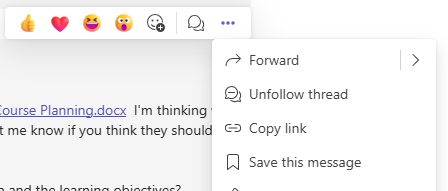 Forward
Unfollow thread
Course Planning.docx I'm thinking
Copy link
t me know if you think they should
Save this message
n and the learning objectives?